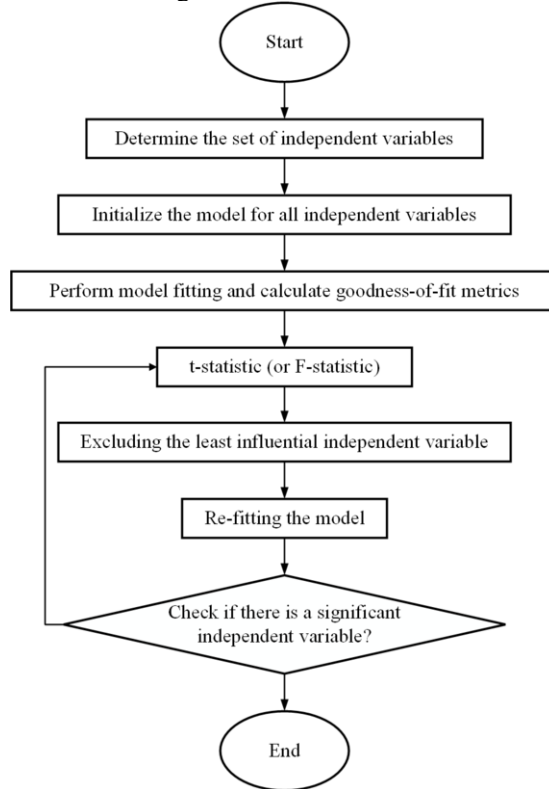 Start
Determine the set of independent variables
Initialize the model for all independent variables
Perform model fitting and calculate goodness-of-fit metrics
t-statistic (or F-statistic)
Excluding the least influential independent variable
Re-fitting the model
Check if there is a significant
independent variable?
End